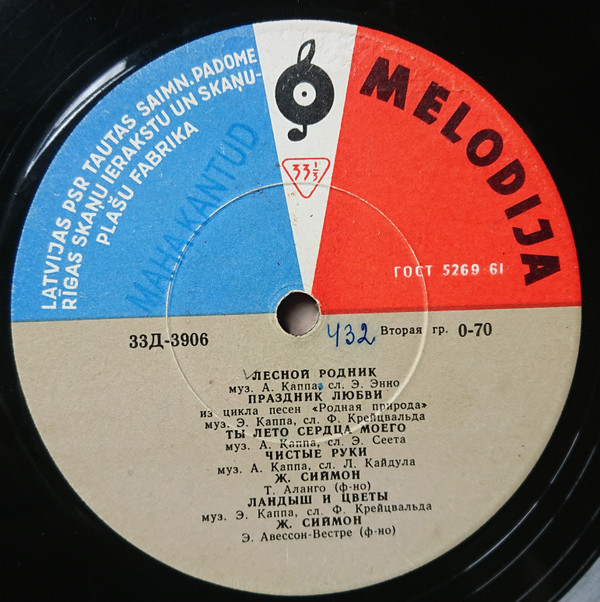 LATVIJAS PSR TAUTAS SAIMN. PADOME
RĪGAS SKAŅU IERAKSTU UN SKAŅU-
PLAŠU FABRIKA
MAHA KANTUD
33⅓
MELODIJA
ГОСТ 5269-61
33Д-3906
432
Вторая гр. 0-70
ЛЕСНОЙ РОДНИК
муз. А. Каппа, сл. Э. Энно
ПРАЗДНИК ЛЮБВИ
из цикла песен «Родная природа»
муз. Э. Каппа, сл. Ф. Крейцвальда
ТЫ ЛЕТО СЕРДЦА МОЕГО
муз. А. Каппа, сл. Э. Сеета
ЧИСТЫЕ РУКИ
муз. А. Каппа, сл. Л. Кайдула
Ж. СИЙМОН
Т. Аланго (ф-но)
ЛАНДЫШ И ЦВЕТЫ
муз. Э. Каппа, сл. Ф. Крейцвальда
Ж. СИЙМОН
Э. Авессон-Вестре (ф-но)